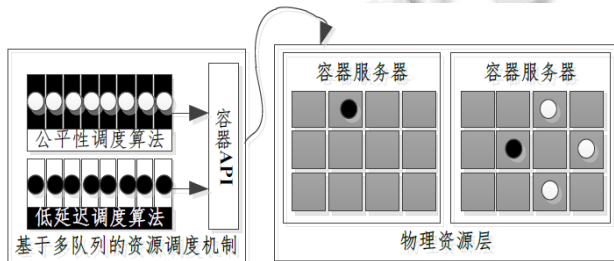 公平性调度算法
低延迟调度算法
基于多队列的资源调度机制
容器API
容器服务器
容器服务器
物理资源层